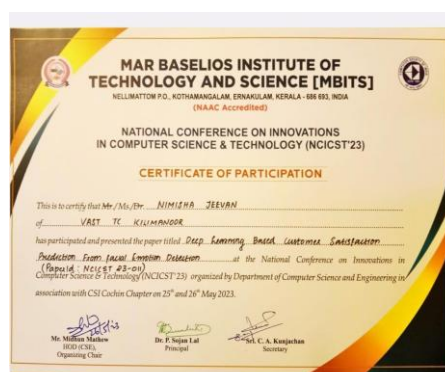 MAR BASELIOS INSTITUTE OF
TECHNOLOGY AND SCIENCE [MBITS]
NELLIMATTOM P.O., KOTHAMANGALAM, ERNAKULAM, KERALA - 686 693, INDIA
(NAAC Accredited)
NATIONAL CONFERENCE ON INNOVATIONS
IN COMPUTER SCIENCE & TECHNOLOGY (NCICST'23)
CERTIFICATE OF PARTICIPATION
This is to certify that Mr./Ms./Dr. NIMISHA JEEVAN
of VAST TC KILIMANOOR
has participated and presented the paper titled Deep Learning Based Customer Satisfaction
Prediction From Facial Emotion Detection at the National Conference on Innovations in
(Paper Id: NCICST 23-011)
Computer Science & Technology (NCICST'23) organized by Department of Computer Science and Engineering in
association with CSI Cochin Chapter on 25th and 26th May 2023.
Mr. Midhun Mathew Dr. P. Sojan Lal Sri. C. A. Kunjachan
HOD (CSE), Principal Secretary
Organizing Chair